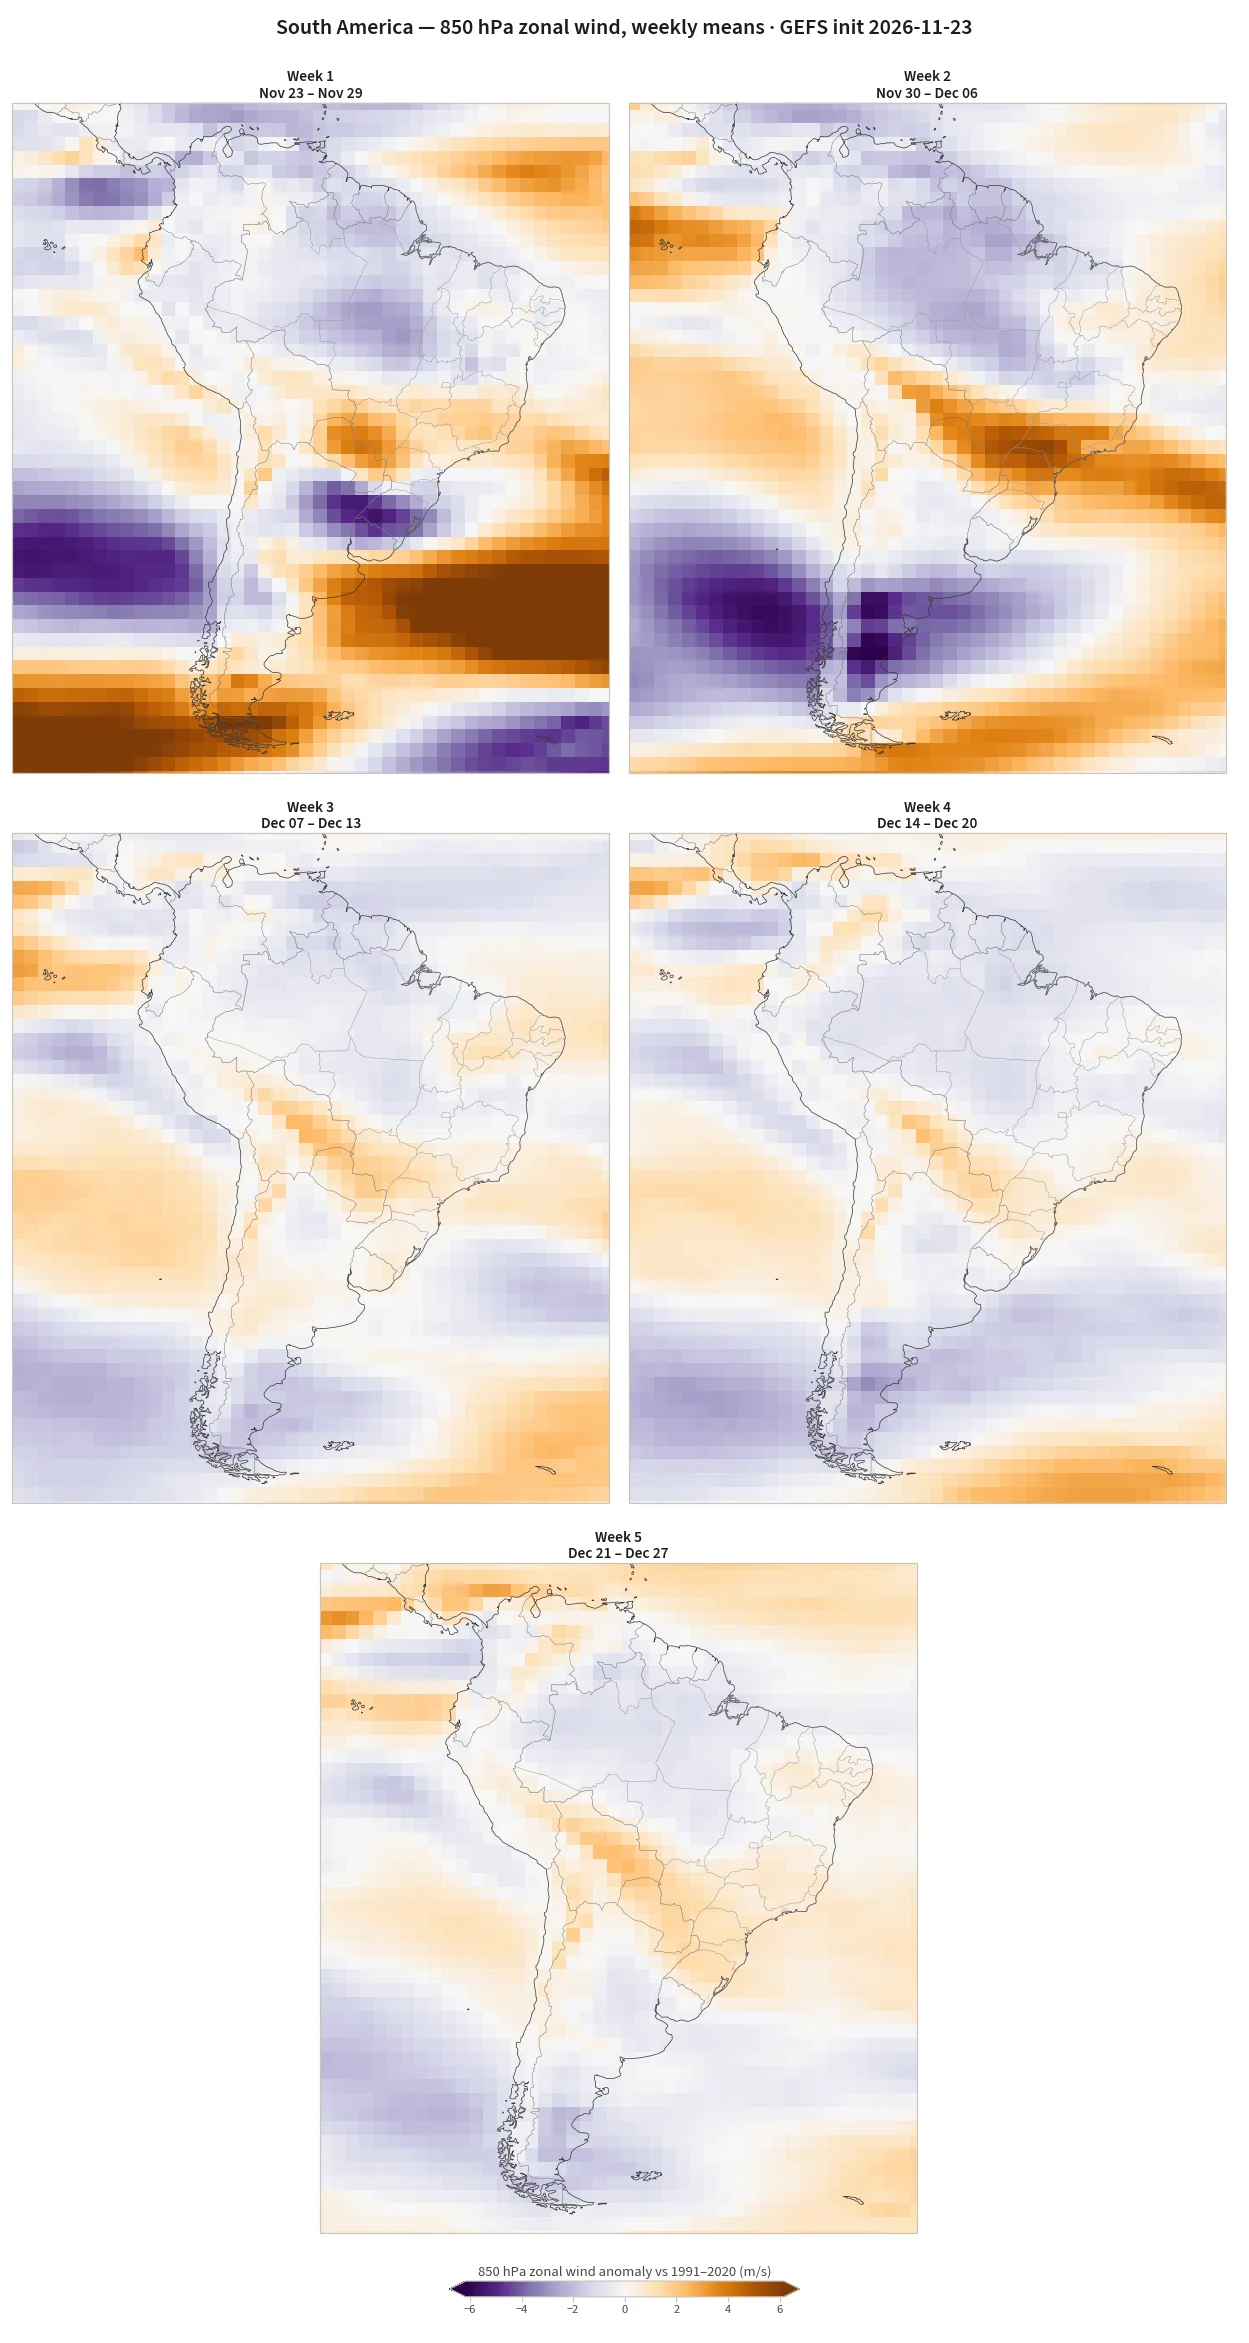 South America — 850 hPa zonal wind, weekly means · GEFS init 2026-11-23
Week 1
Nov 23 – Nov 29
Week 2
Nov 30 – Dec 06
Week 3
Dec 07 – Dec 13
Week 4
Dec 14 – Dec 20
Week 5
Dec 21 – Dec 27
850 hPa zonal wind anomaly vs 1991–2020 (m/s)
−6 −4 −2 0 2 4 6